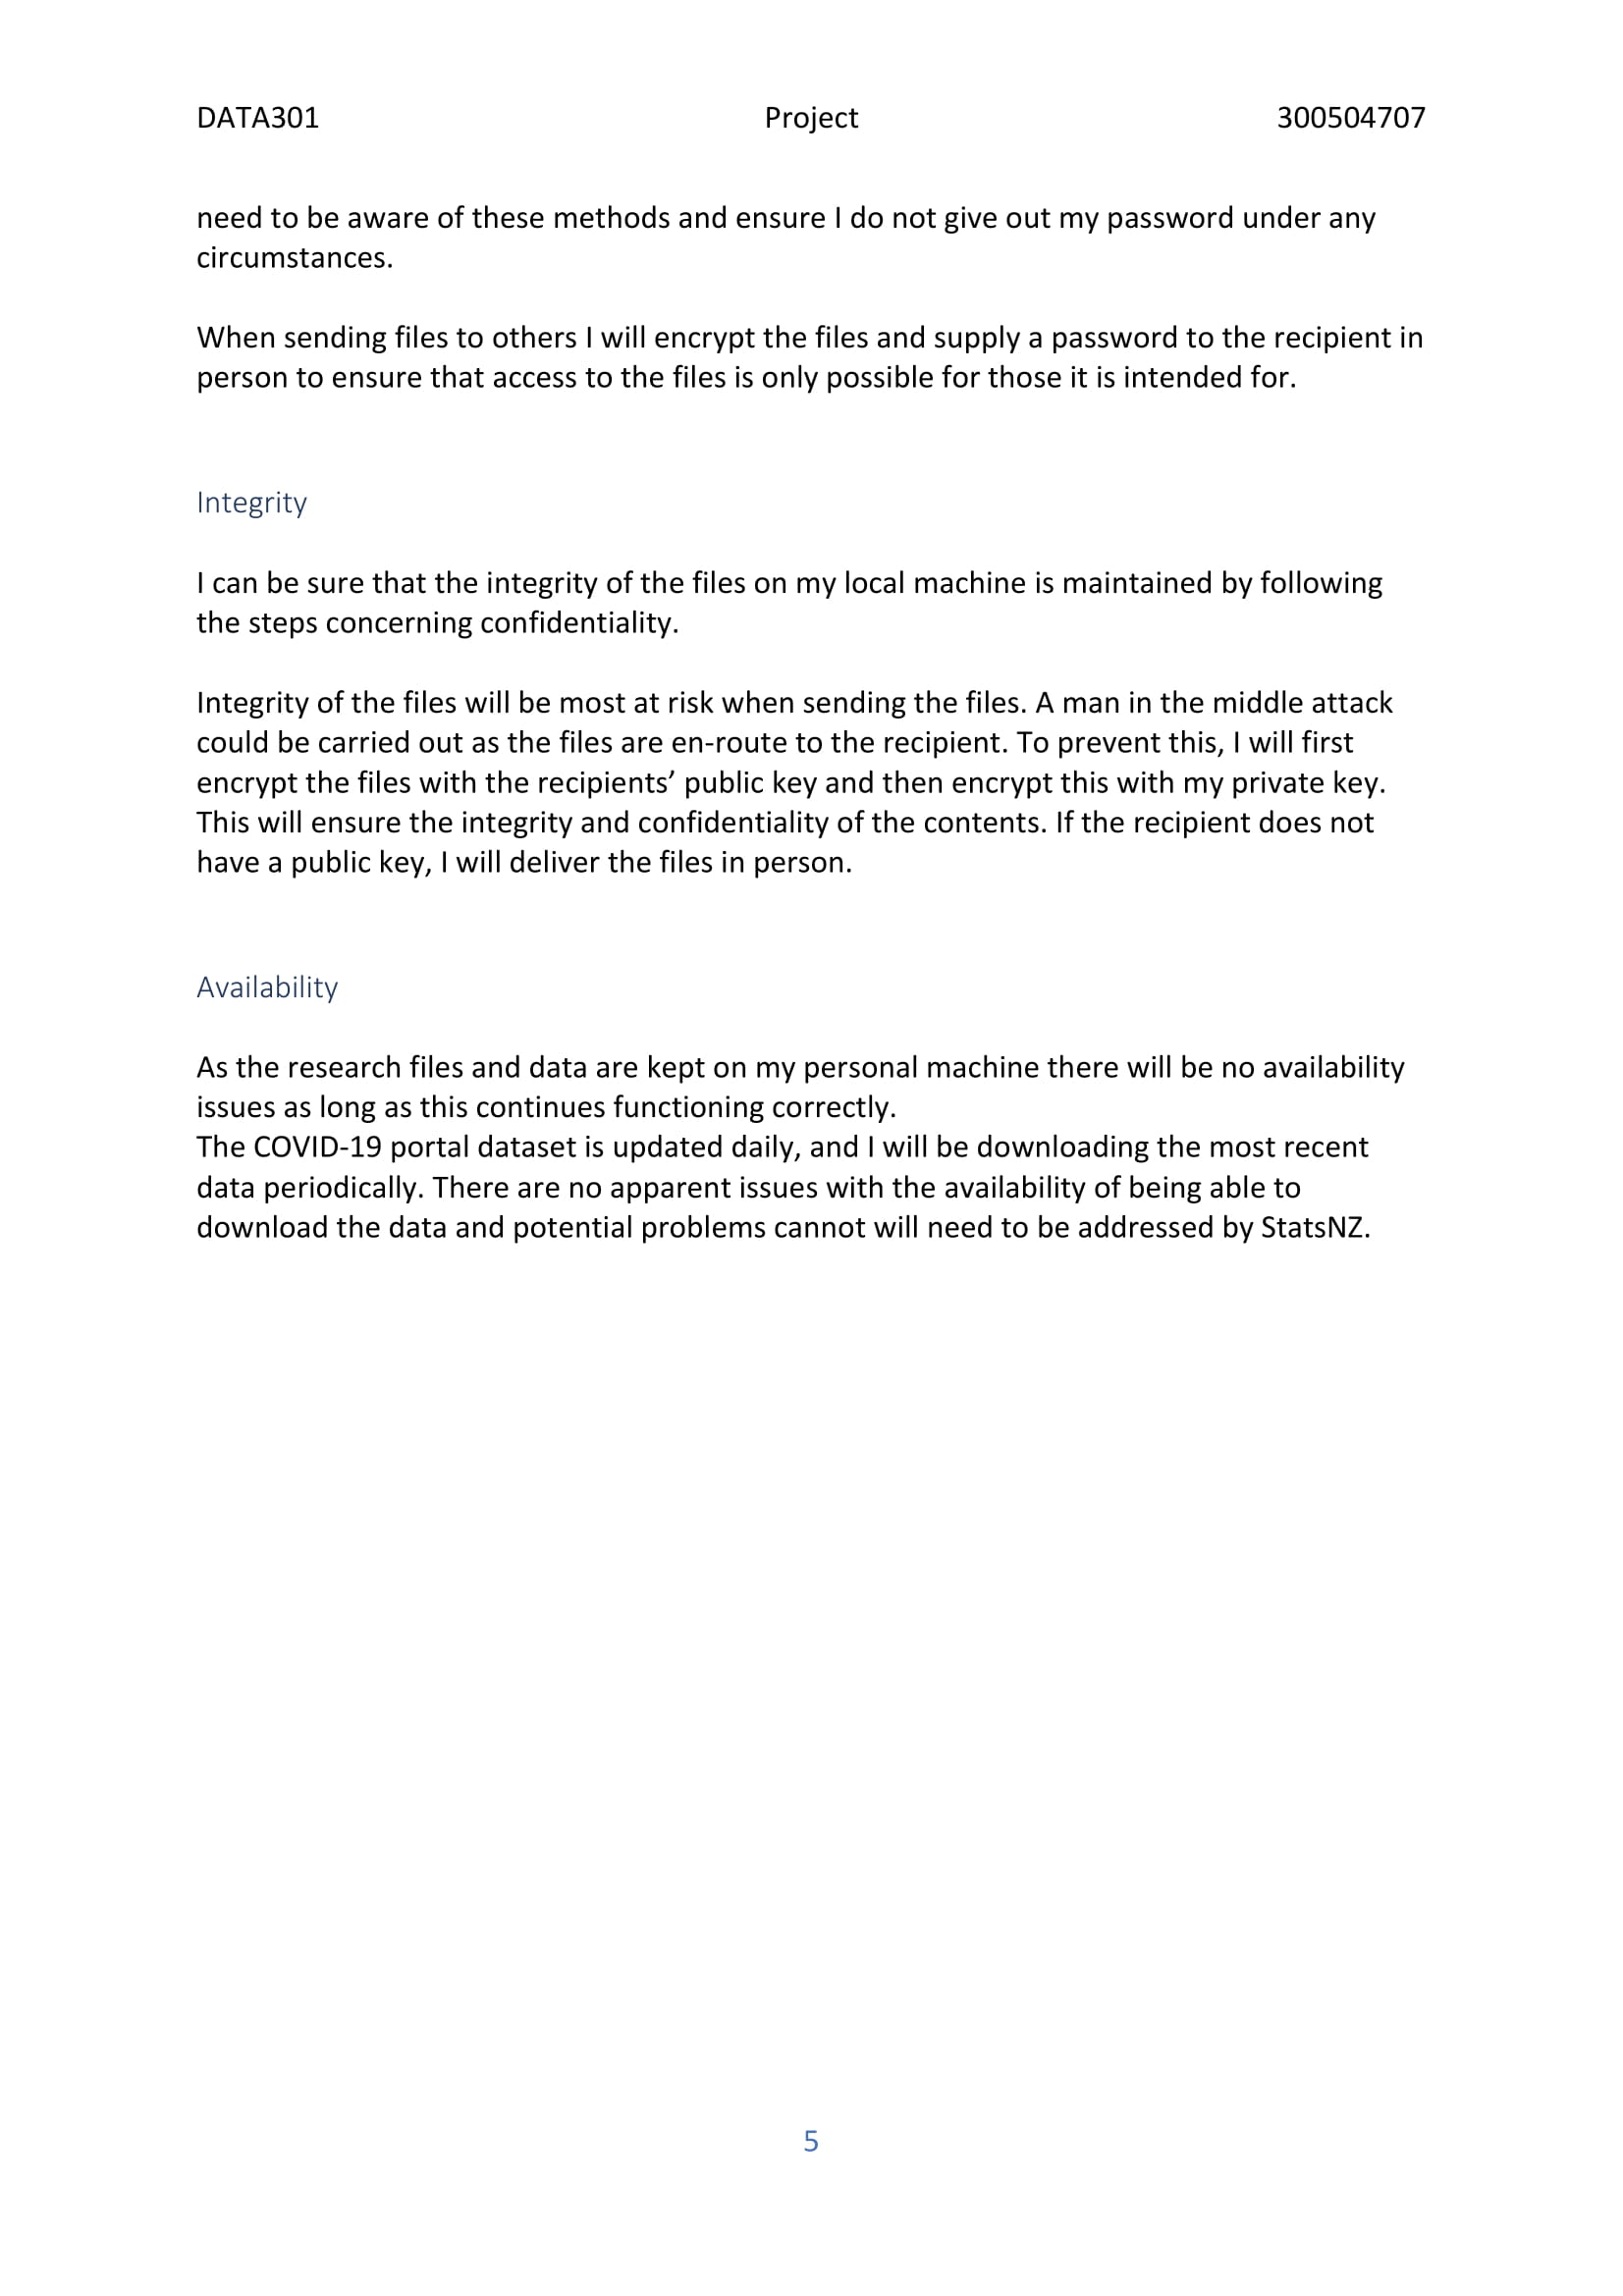 DATA301 Project 300504707
need to be aware of these methods and ensure I do not give out my password under any
circumstances.
When sending files to others I will encrypt the files and supply a password to the recipient in
person to ensure that access to the files is only possible for those it is intended for.
Integrity
I can be sure that the integrity of the files on my local machine is maintained by following
the steps concerning confidentiality.
Integrity of the files will be most at risk when sending the files. A man in the middle attack
could be carried out as the files are en-route to the recipient. To prevent this, I will first
encrypt the files with the recipients’ public key and then encrypt this with my private key.
This will ensure the integrity and confidentiality of the contents. If the recipient does not
have a public key, I will deliver the files in person.
Availability
As the research files and data are kept on my personal machine there will be no availability
issues as long as this continues functioning correctly.
The COVID-19 portal dataset is updated daily, and I will be downloading the most recent
data periodically. There are no apparent issues with the availability of being able to
download the data and potential problems cannot will need to be addressed by StatsNZ.
5